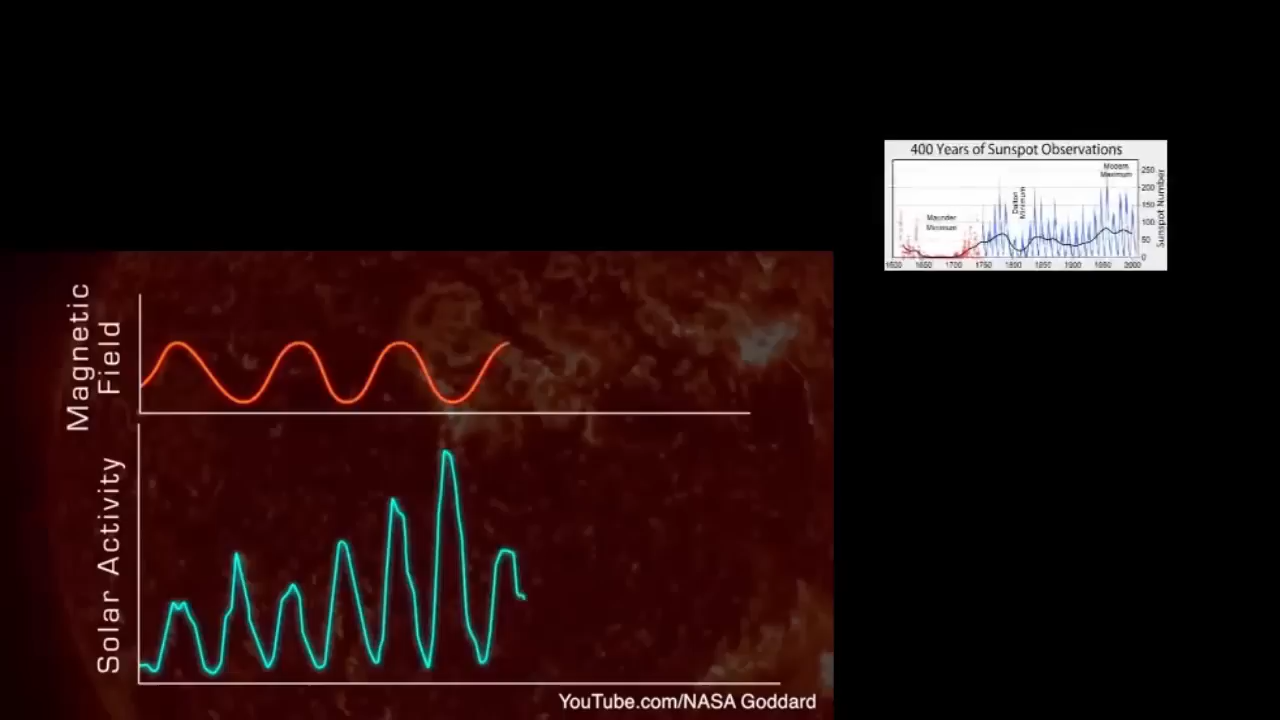 400 Years of Sunspot Observations
Modern
Maximum
Maunder
Minimum
Dalton
Minimum
250
200
150
100
50
0
Sunspot Number
1650
1700
1750
1800
1850
1900
1950
2000
Magnetic
Field
Solar Activity
YouTube.com/NASA Goddard